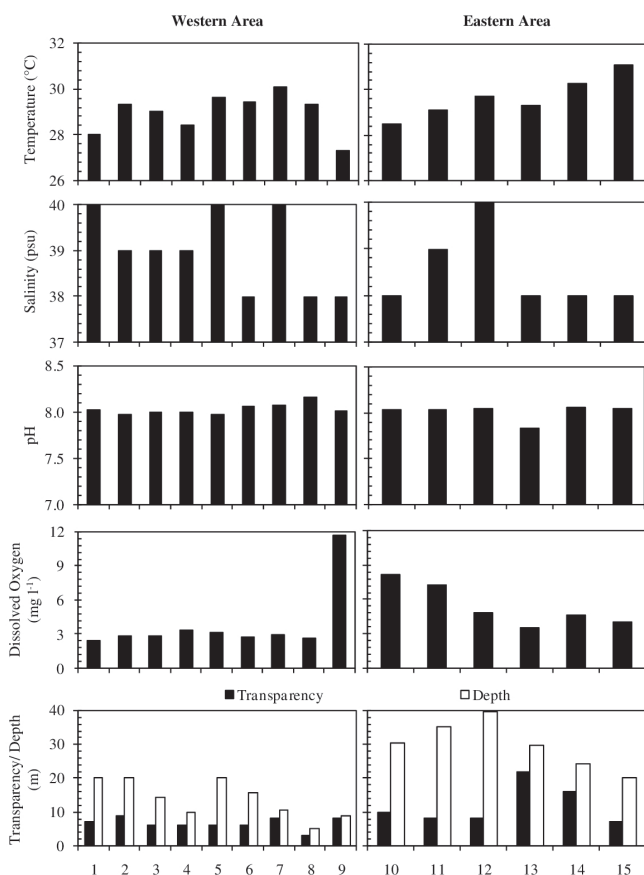 Western Area
Eastern Area
Temperature (°C)
32
30
28
26
Salinity (psu)
40
39
38
37
pH
8.5
8.0
7.5
7.0
Dissolved Oxygen
(mg l-1)
12
9
6
3
0
Transparency
Depth
Transparency/ Depth
(m)
40
30
20
10
0
1 2 3 4 5 6 7 8 9 10 11 12 13 14 15